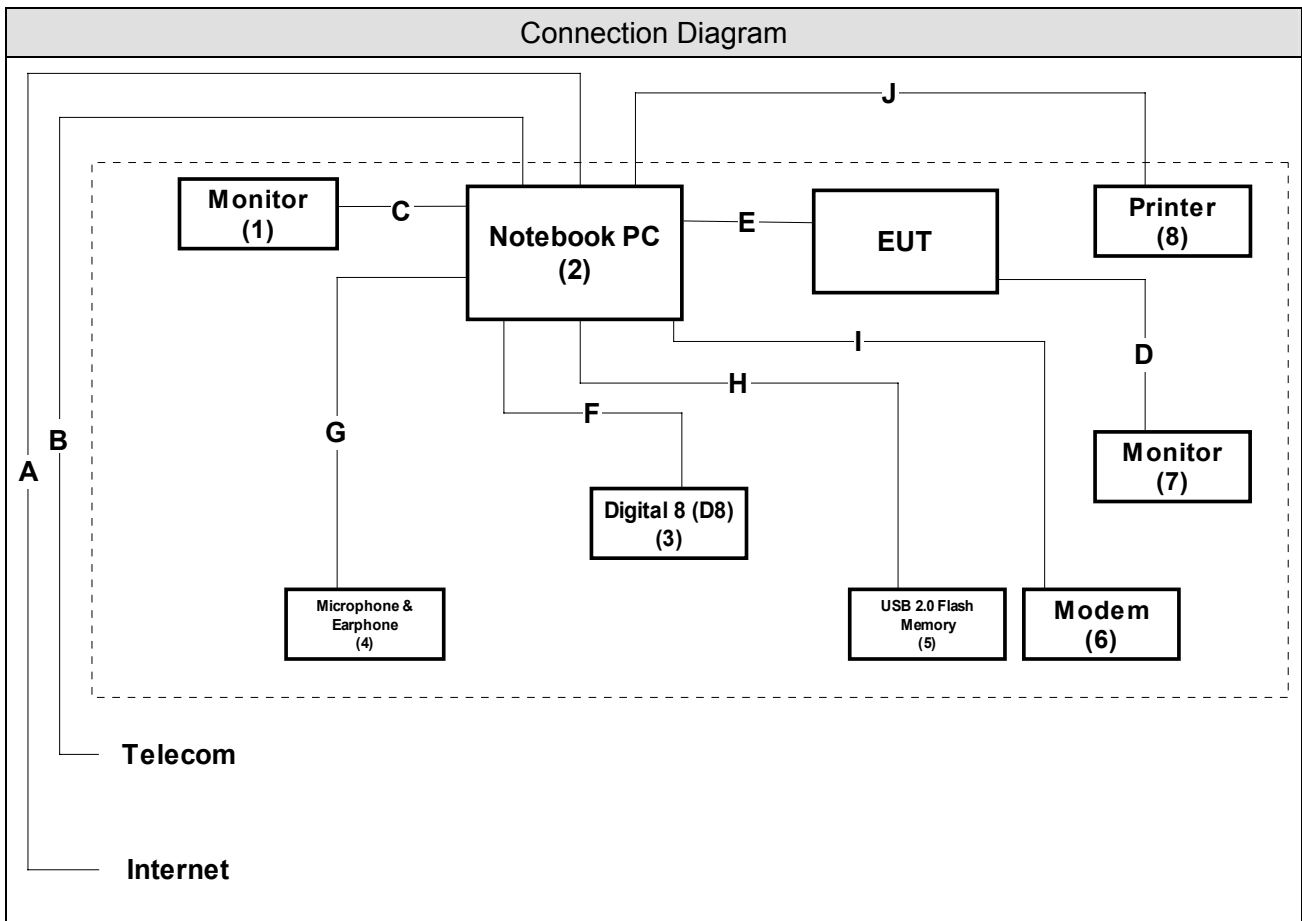 Connection Diagram
J
Monitor
(1)
C
Notebook PC
(2)
E
EUT
Printer
(8)
I
D
H
F
G
B
A
Monitor
(7)
Digital 8 (D8)
(3)
Microphone &
Earphone
(4)
USB 2.0 Flash
Memory
(5)
Modem
(6)
Telecom
Internet